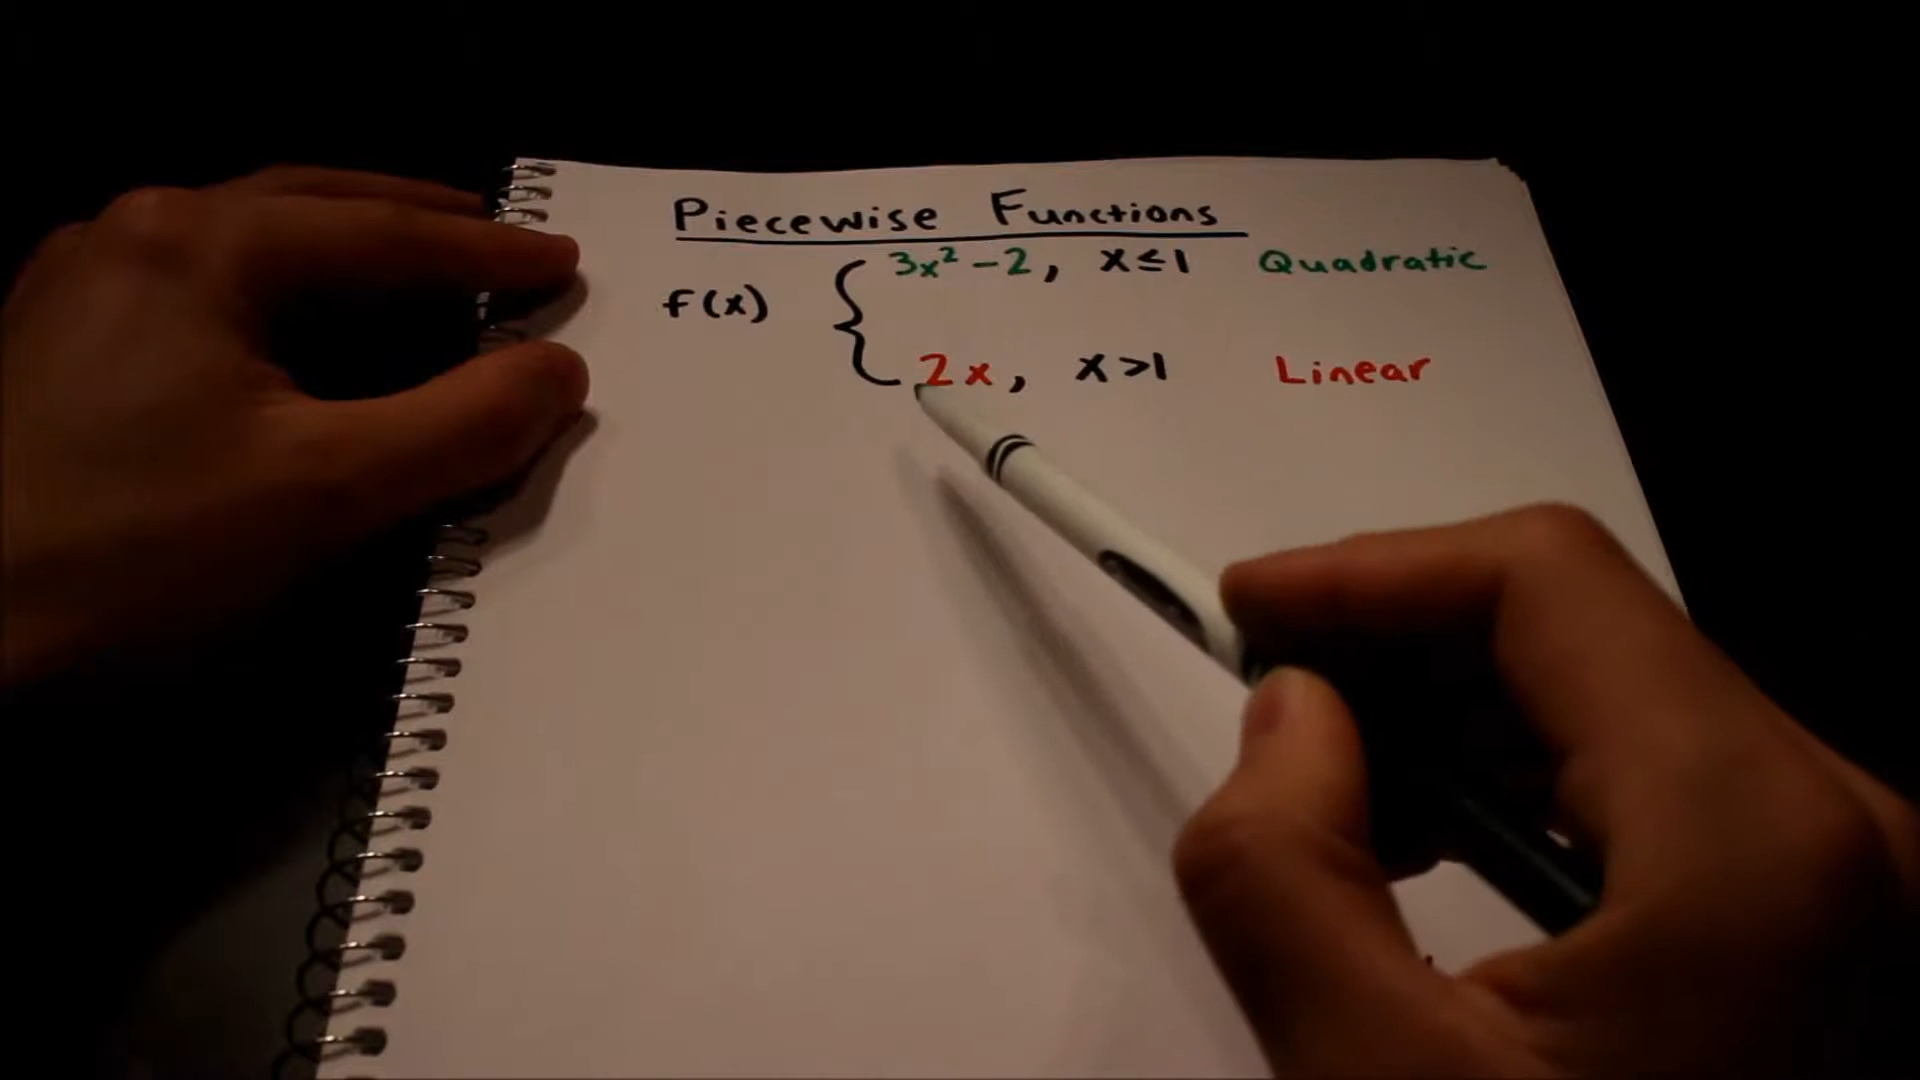 Piecewise Functions
3x² - 2, x ≤ 1 Quadratic
f(x) {
2x, x > 1 Linear